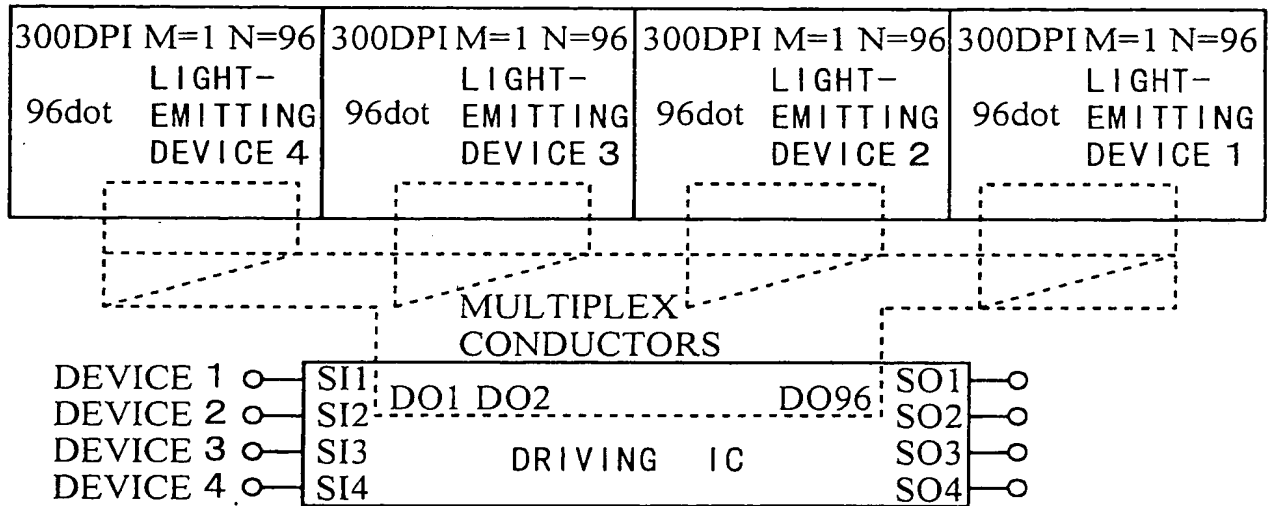 300DPI M=1 N=96 300DPI M=1 N=96 300DPI M=1 N=96 300DPI M=1 N=96
LIGHT- LIGHT- LIGHT- LIGHT-
96dot EMITTING 96dot EMITTING 96dot EMITTING 96dot EMITTING
DEVICE 4 DEVICE 3 DEVICE 2 DEVICE 1
MULTIPLEX
CONDUCTORS
DEVICE 1 SI1 DO1 DO2 DO96 SO1
DEVICE 2 SI2 SO2
DEVICE 3 SI3 DRIVING IC SO3
DEVICE 4 SI4 SO4